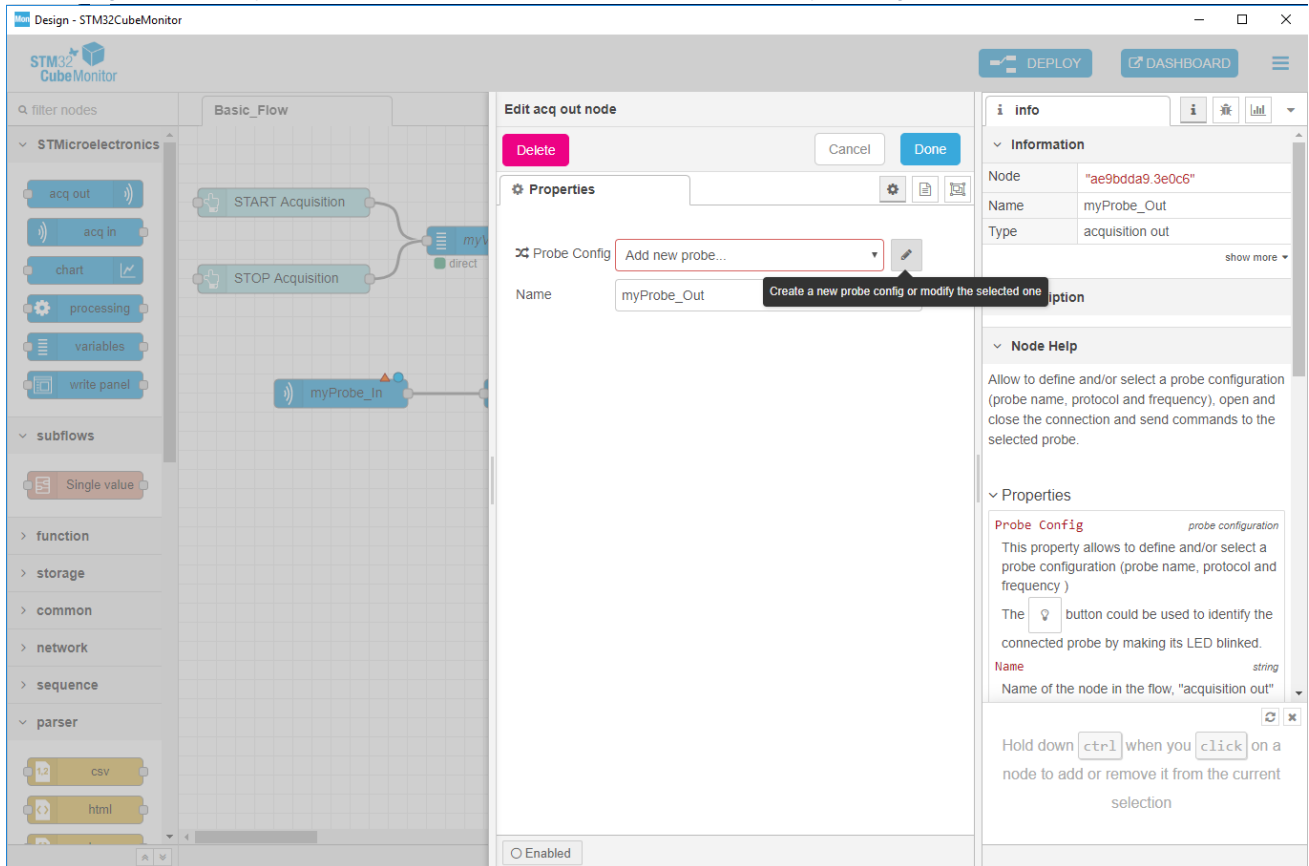 Mon Design - STM32CubeMonitor
STM32
CubeMonitor
DEPLOY
DASHBOARD
filter nodes
STMicroelectronics
acq out
acq in
chart
processing
variables
write panel
subflows
Single value
function
storage
common
network
sequence
parser
1,2 csv
html
Basic_Flow
START Acquisition
STOP Acquisition
direct
myProbe_In
Edit acq out node
Delete
Cancel
Done
Properties
Probe Config
Add new probe...
Create a new probe config or modify the selected one
Name
myProbe_Out
Enabled
i info
i
Information
Node "ae9bdda9.3e0c6"
Name myProbe_Out
Type acquisition out
show more
Node Help
Allow to define and/or select a probe configuration
(probe name, protocol and frequency), open and
close the connection and send commands to the
selected probe.
Properties
Probe Config probe configuration
This property allows to define and/or select a
probe configuration (probe name, protocol and
frequency )
The button could be used to identify the
connected probe by making its LED blinked.
Name string
Name of the node in the flow, "acquisition out"
Hold down ctrl when you click on a
node to add or remove it from the current
selection